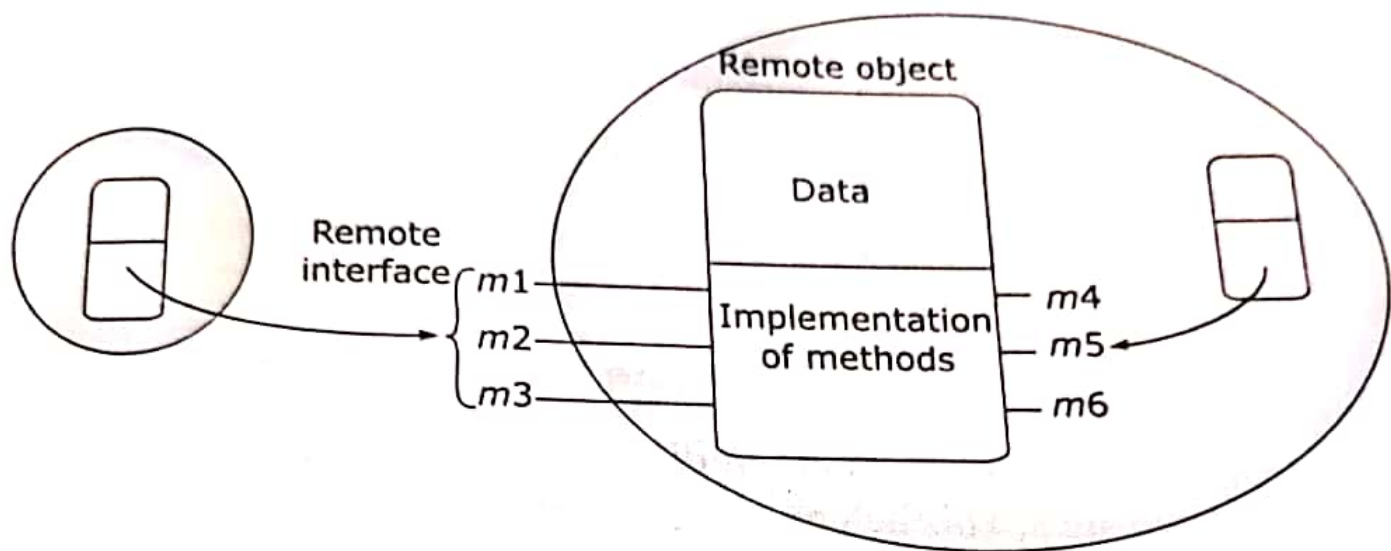 Remote object
Data
Remote
interface
m1
m2
m3
Implementation
of methods
m4
m5
m6